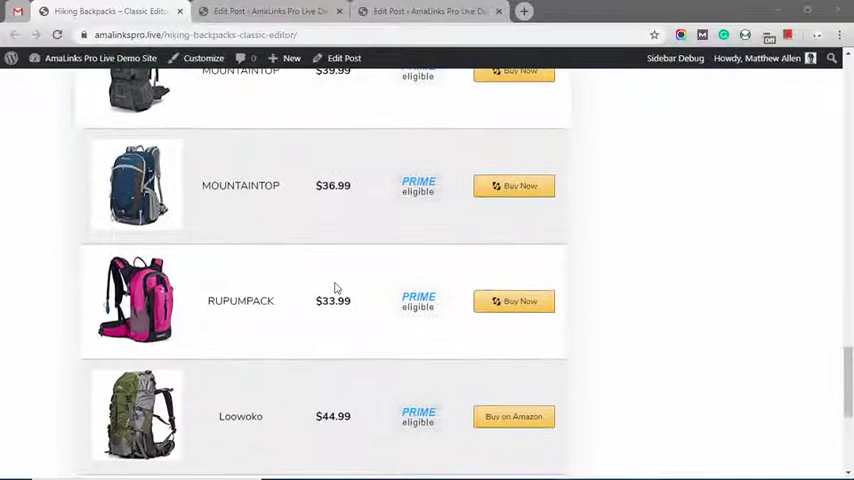 Hiking Backpacks – Classic Edito
Edit Post ‹ AmaLinks Pro Live De
Edit Post ‹ AmaLinks Pro Live De
amalinkspro.live/hiking-backpacks-classic-editor/
Off
AmaLinks Pro Live Demo Site
Customize
0
New
Edit Post
Sidebar Debug
Howdy, Matthew Allen
MOUNTAINTOP
$39.99
eligible
Buy Now
MOUNTAINTOP
$36.99
PRIME
eligible
Buy Now
RUPUMPACK
$33.99
PRIME
eligible
Buy Now
Loowoko
$44.99
PRIME
eligible
Buy on Amazon